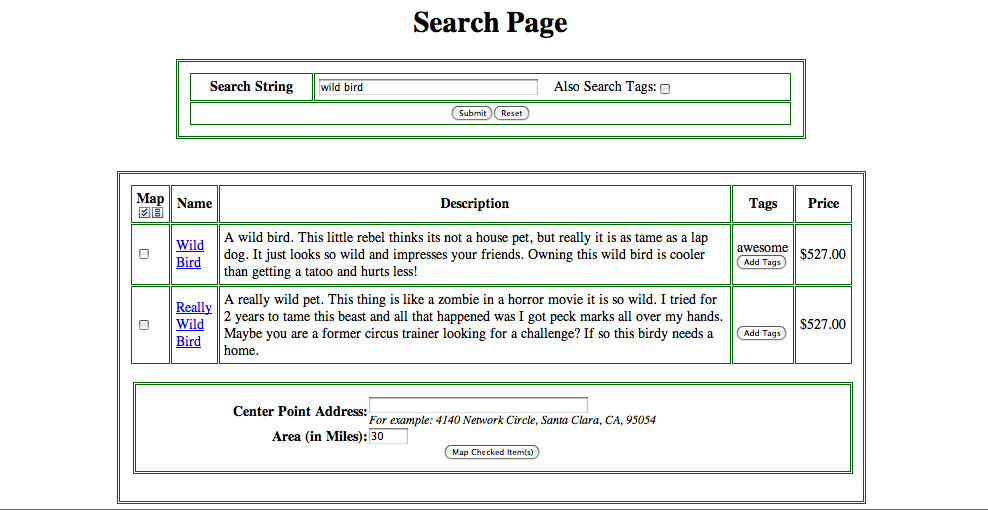 Search Page
Search String wild bird Also Search Tags:
Submit Reset
Map Name Description Tags Price
Wild Bird
A wild bird. This little rebel thinks its not a house pet, but really it is as tame as a lap
dog. It just looks so wild and impresses your friends. Owning this wild bird is cooler
than getting a tatoo and hurts less!
awesome
Add Tags
$527.00
Really
Wild
Bird
A really wild pet. This thing is like a zombie in a horror movie it is so wild. I tried for
2 years to tame this beast and all that happened was I got peck marks all over my hands.
Maybe you are a former circus trainer looking for a challenge? If so this birdy needs a
home.
Add Tags
$527.00
Center Point Address:
For example: 4140 Network Circle, Santa Clara, CA, 95054
Area (in Miles): 30
Map Checked Item(s)